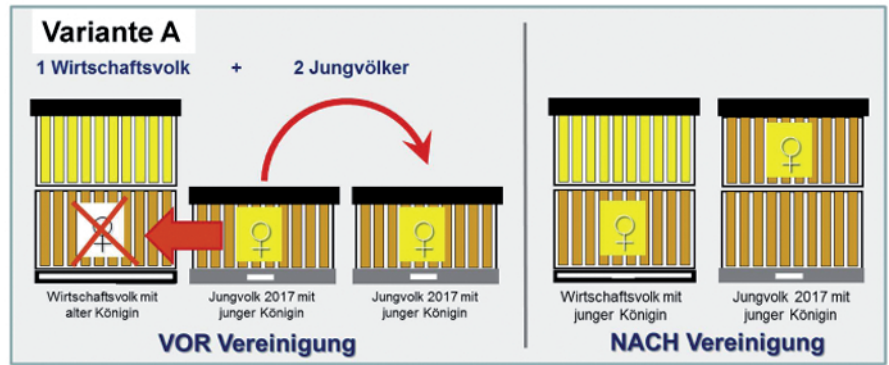 Variante A
1 Wirtschaftsvolk + 2 Jungvölker
Wirtschaftsvolk mit
alter Königin
Jungvolk 2017 mit
junger Königin
Jungvolk 2017 mit
junger Königin
VOR Vereinigung
Wirtschaftsvolk mit
junger Königin
Jungvolk 2017 mit
junger Königin
NACH Vereinigung